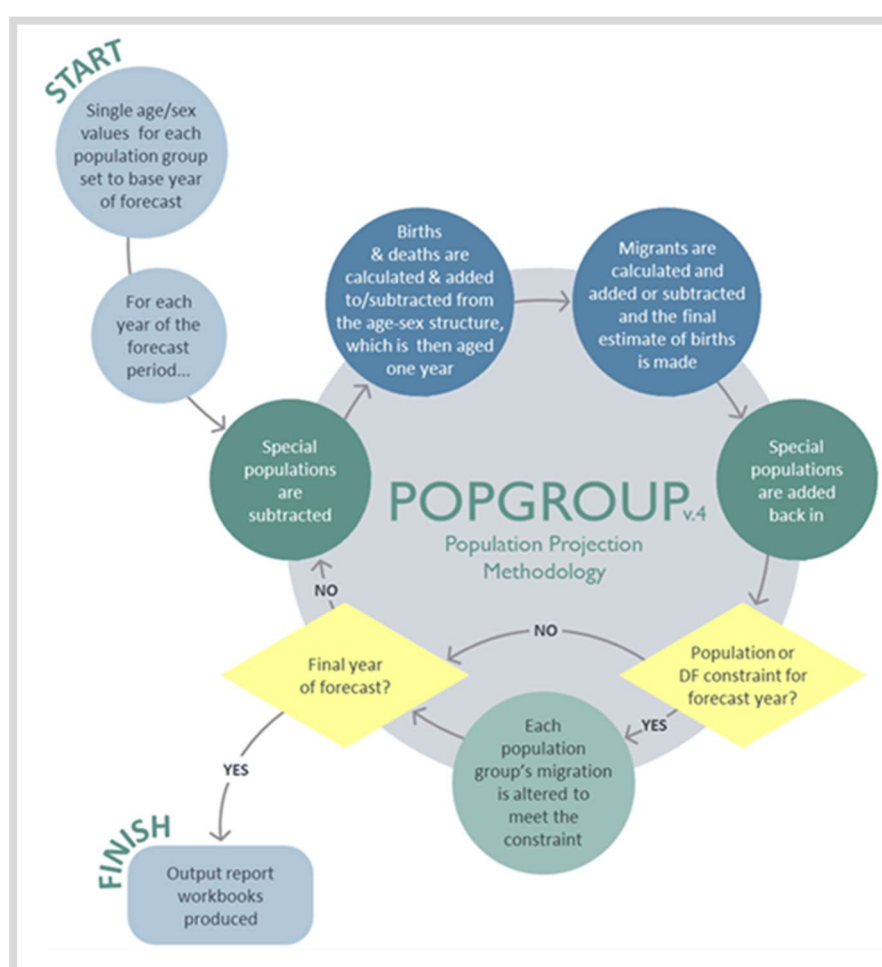 START
Single age/sex
values for each
population group
set to base year
of forecast
For each
year of the
forecast
period...
Special
populations
are
subtracted
Births
& deaths are
calculated & added
to/subtracted from
the age-sex structure,
which is then aged
one year
Migrants are
calculated and
added or subtracted
and the final
estimate of births
is made
Special
populations
are added
back in
POPGROUP v.4
Population Projection
Methodology
Population or
DF constraint for
forecast year?
NO
YES
Each
population
group's migration
is altered to
meet the
constraint
Final year
of forecast?
NO
YES
FINISH
Output report
workbooks
produced